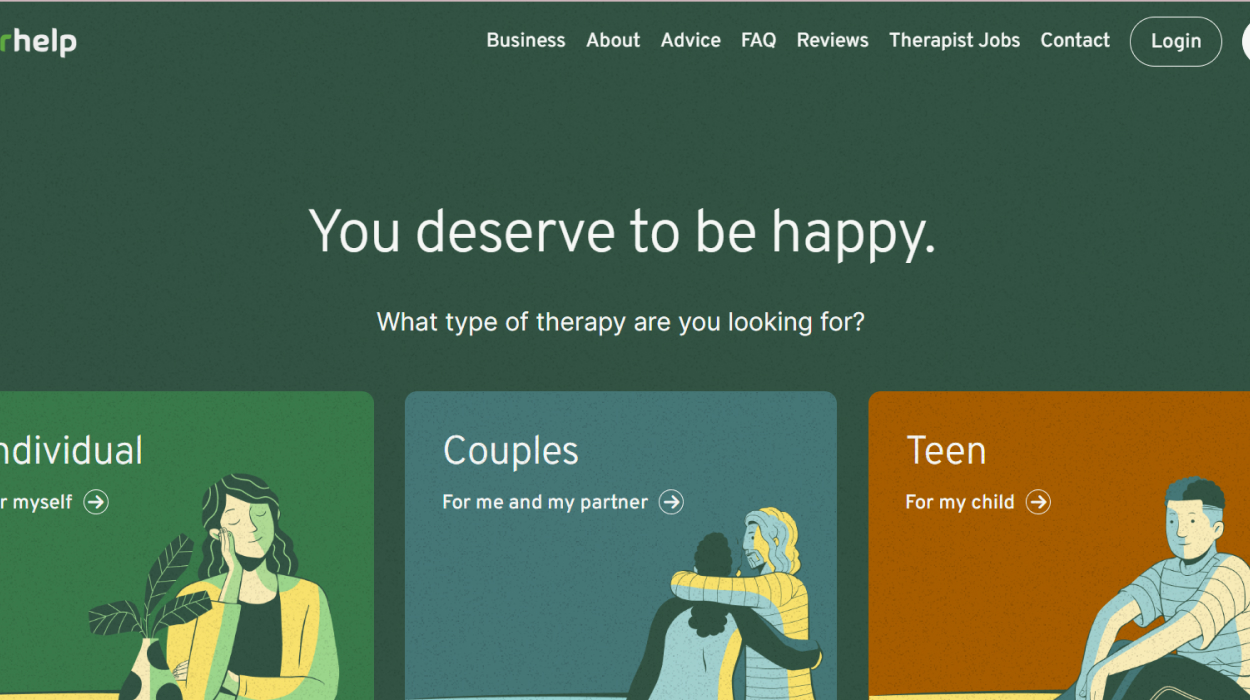 rhelp
Business About Advice FAQ Reviews Therapist Jobs Contact Login
You deserve to be happy.
What type of therapy are you looking for?
ndividual
r myself
Couples
For me and my partner
Teen
For my child